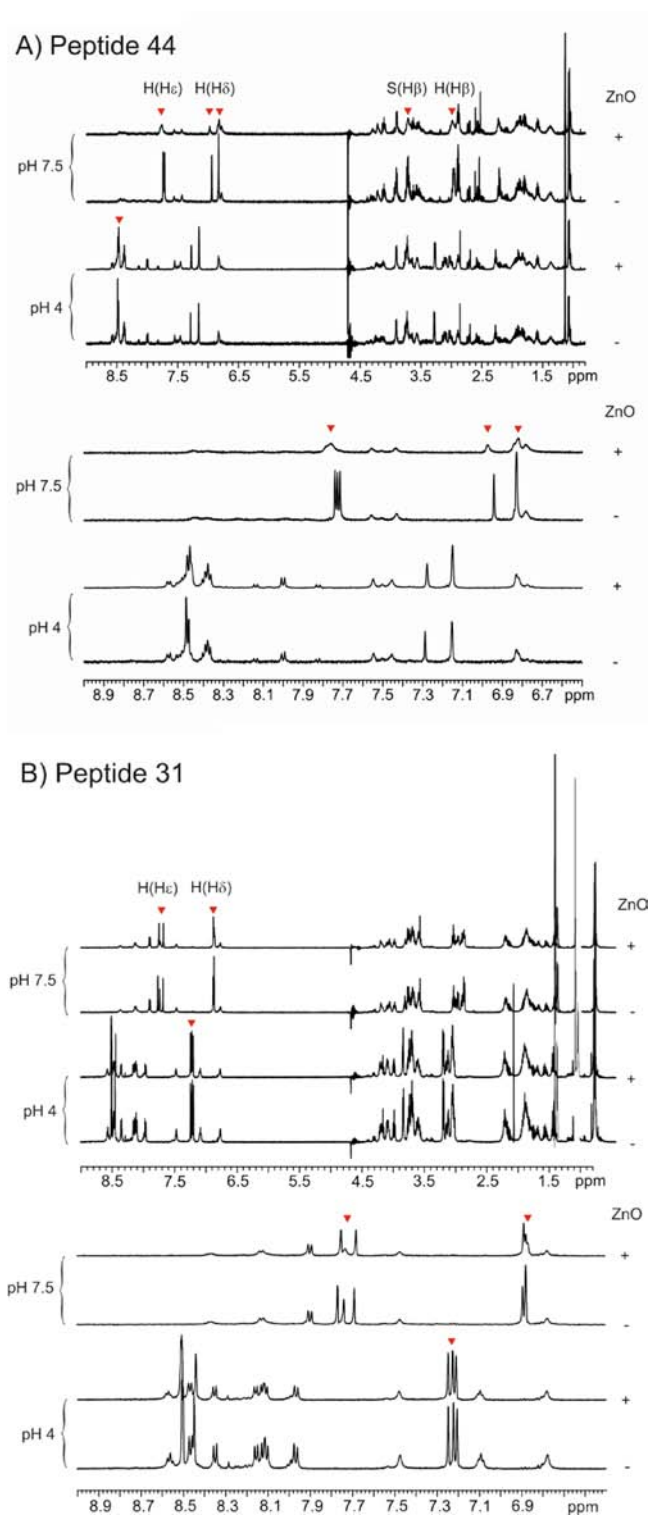 A) Peptide 44
H(Hε) H(Hδ) S(Hβ) H(Hβ) ZnO
+
pH 7.5
-
+
pH 4
-
8.5 7.5 6.5 5.5 4.5 3.5 2.5 1.5 ppm
ZnO
+
pH 7.5
-
+
pH 4
-
8.9 8.7 8.5 8.3 8.1 7.9 7.7 7.5 7.3 7.1 6.9 6.7 ppm
B) Peptide 31
H(Hε) H(Hδ) ZnO
+
pH 7.5
-
+
pH 4
-
8.5 7.5 6.5 5.5 4.5 3.5 2.5 1.5 ppm
ZnO
+
pH 7.5
-
+
pH 4
-
8.9 8.7 8.5 8.3 8.1 7.9 7.7 7.5 7.3 7.1 6.9 ppm